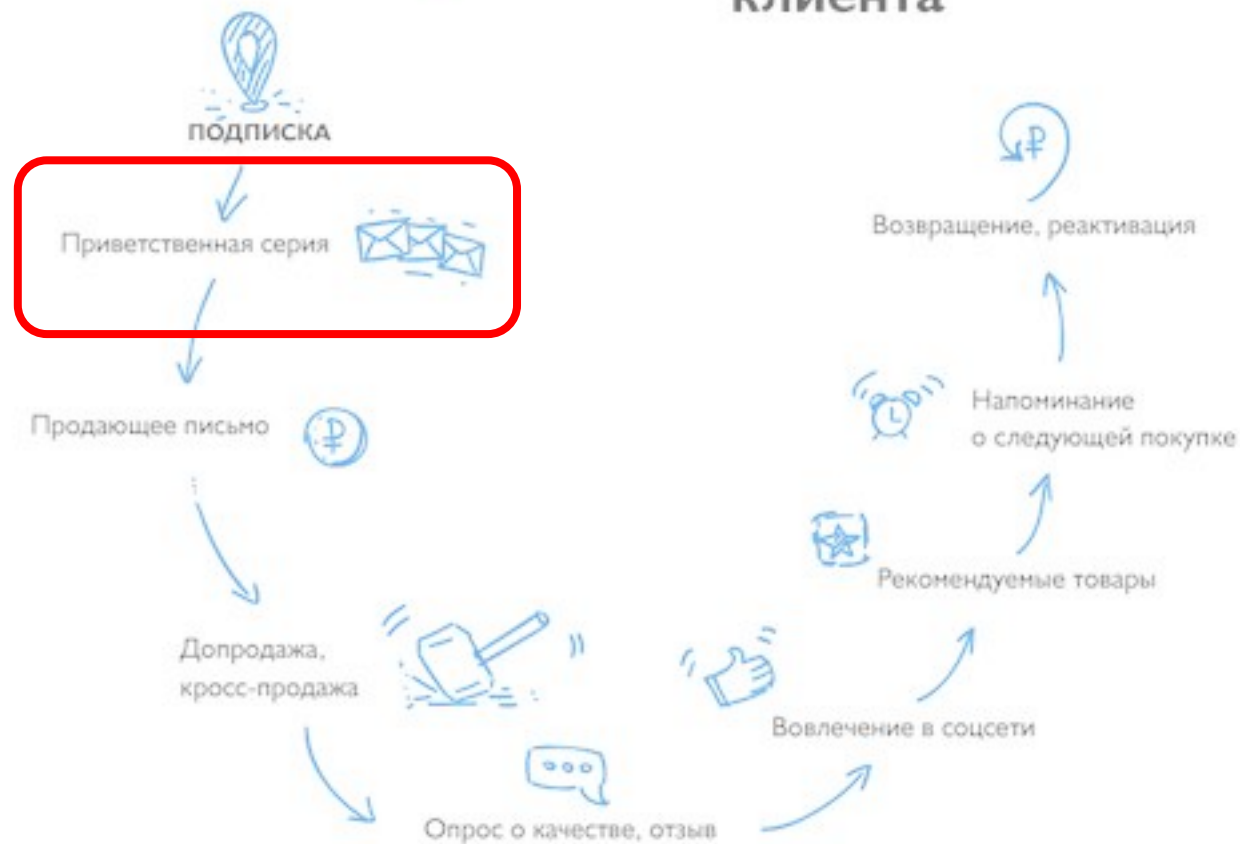 клиента
ПОДПИСКА
Приветственная серия
Продающее письмо
Допродажа,
кросс-продажа
Опрос о качестве, отзыв
Вовлечение в соцсети
Рекомендуемые товары
Напоминание
о следующей покупке
Возвращение, реактивация